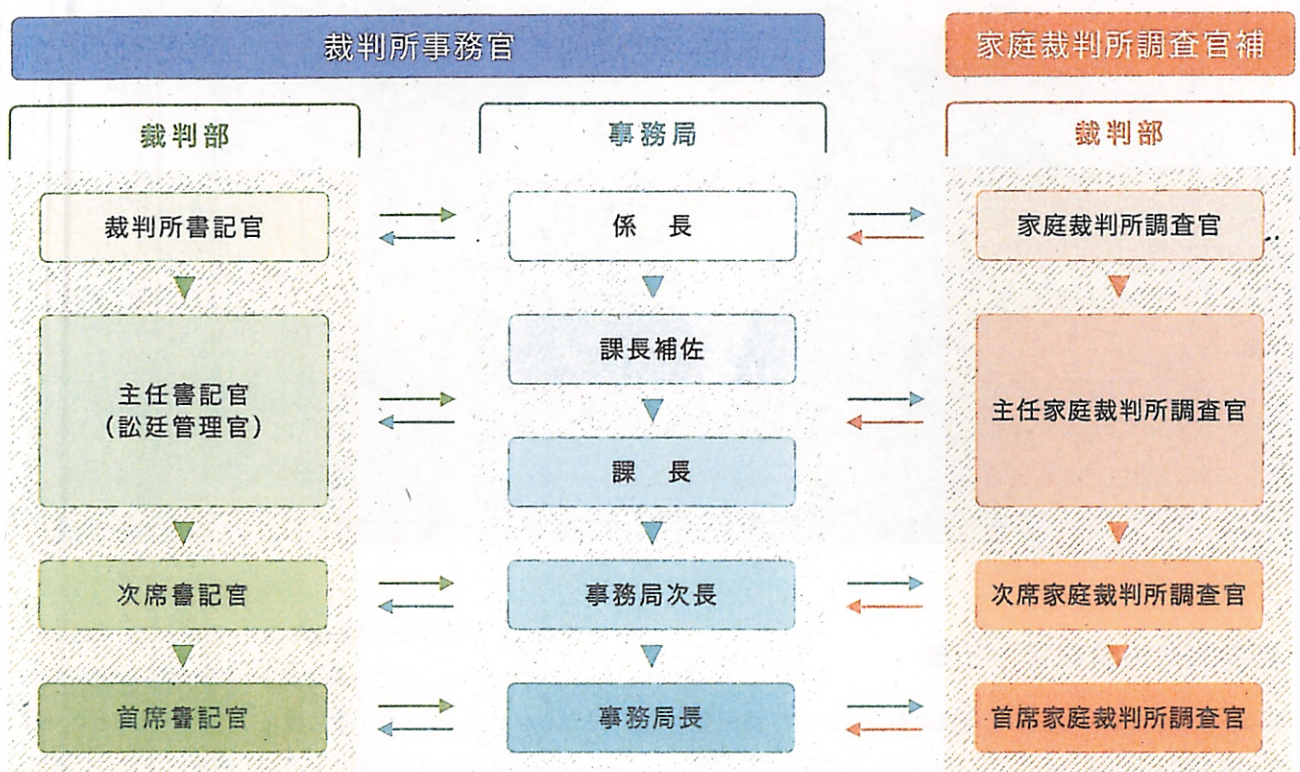 裁判所事務官
家庭裁判所調査官補
裁判部
事務局
裁判部
裁判所書記官
係 長
家庭裁判所調査官
主任書記官
(訟廷管理官)
課長補佐
課 長
主任家庭裁判所調査官
次席書記官
事務局次長
次席家庭裁判所調査官
首席書記官
事務局長
首席家庭裁判所調査官